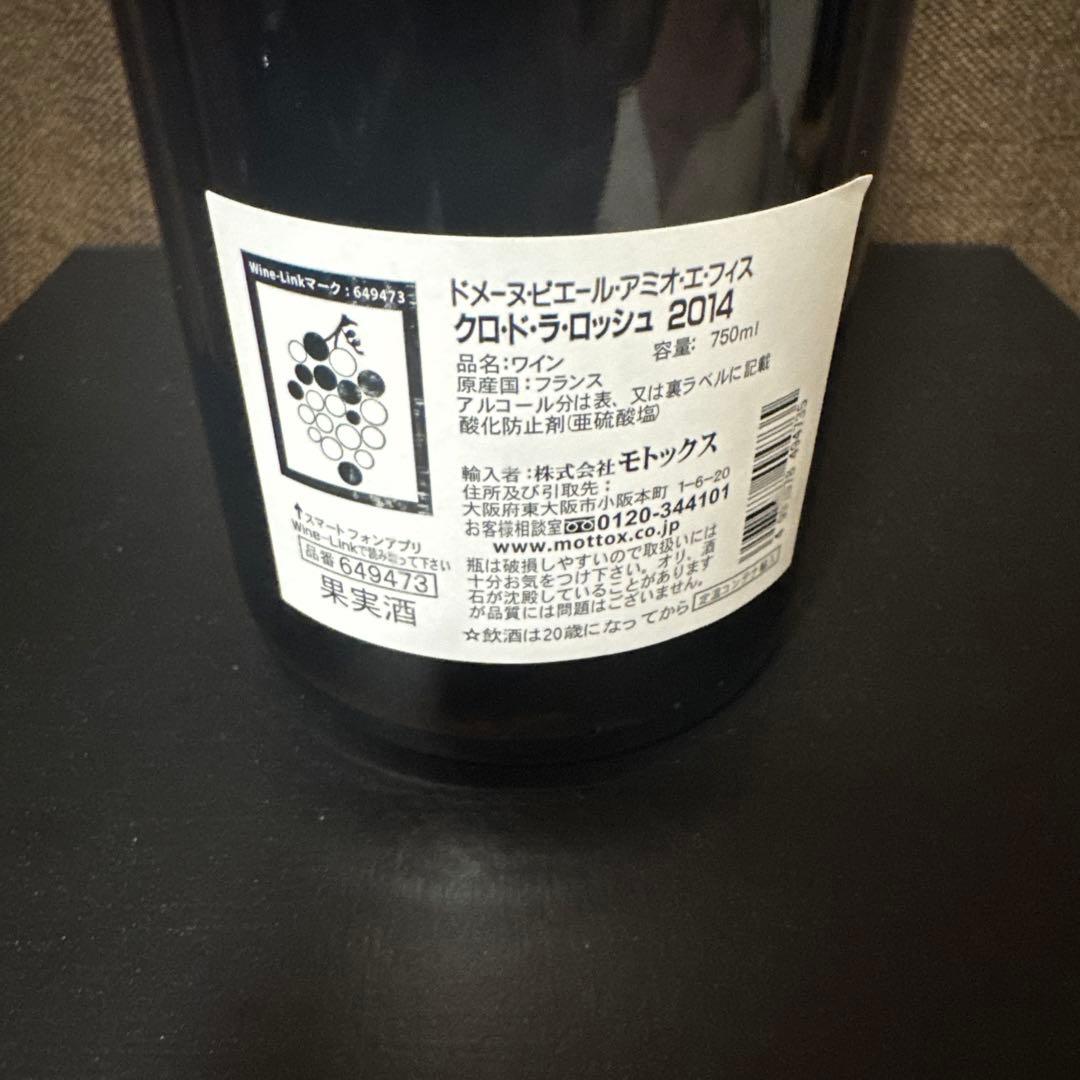 Wine-Linkマーク：649473
↑スマートフォンアプリ
Wine-Linkで読み取って下さい
品番 649473
果実酒
ドメーヌ・ピエール・アミオ・エ・フィス
クロ・ド・ラ・ロッシュ 2014
品名：ワイン 容量： 750ml
原産国：フランス
アルコール分は表、又は裏ラベルに記載
酸化防止剤(亜硫酸塩)
輸入者：株式会社モトックス
住所及び引取先：
大阪府東大阪市小阪本町 1-6-20
お客様相談室 0120-344101
www.mottox.co.jp
瓶は破損しやすいので取扱いには
十分お気をつけ下さい。オリ、酒
石が沈殿していることがあります
が品質には問題はございません。
☆飲酒は20歳になってから 定温コンテナ輸入